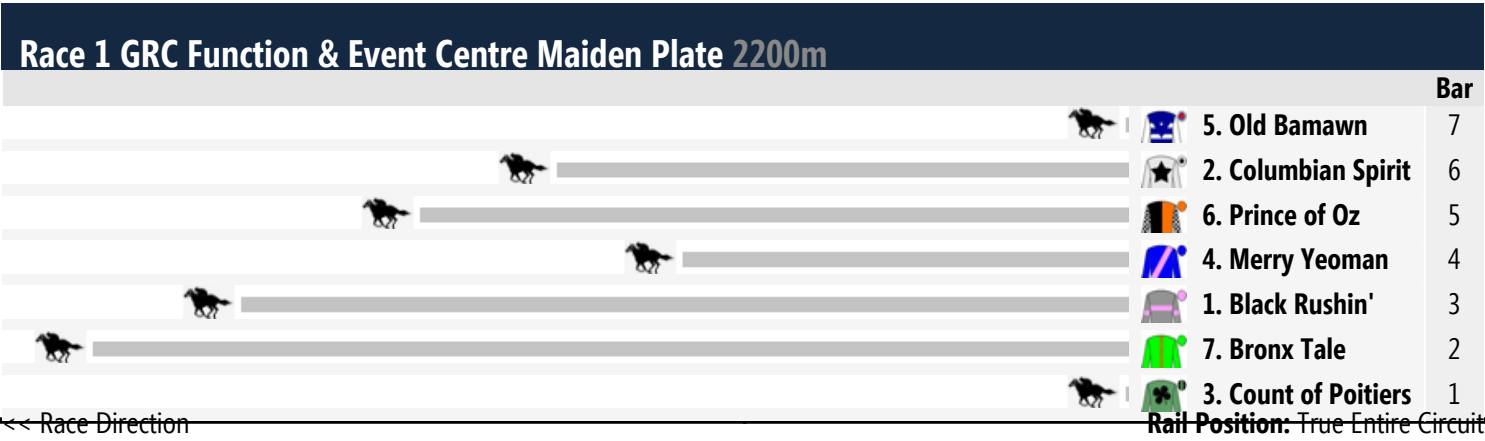 Race 1 GRC Function & Event Centre Maiden Plate 2200m
Bar
5. Old Bamawn 7
2. Columbian Spirit 6
6. Prince of Oz 5
4. Merry Yeoman 4
1. Black Rushin' 3
7. Bronx Tale 2
3. Count of Poitiers 1
<< Race Direction Rail Position: True Entire Circuit